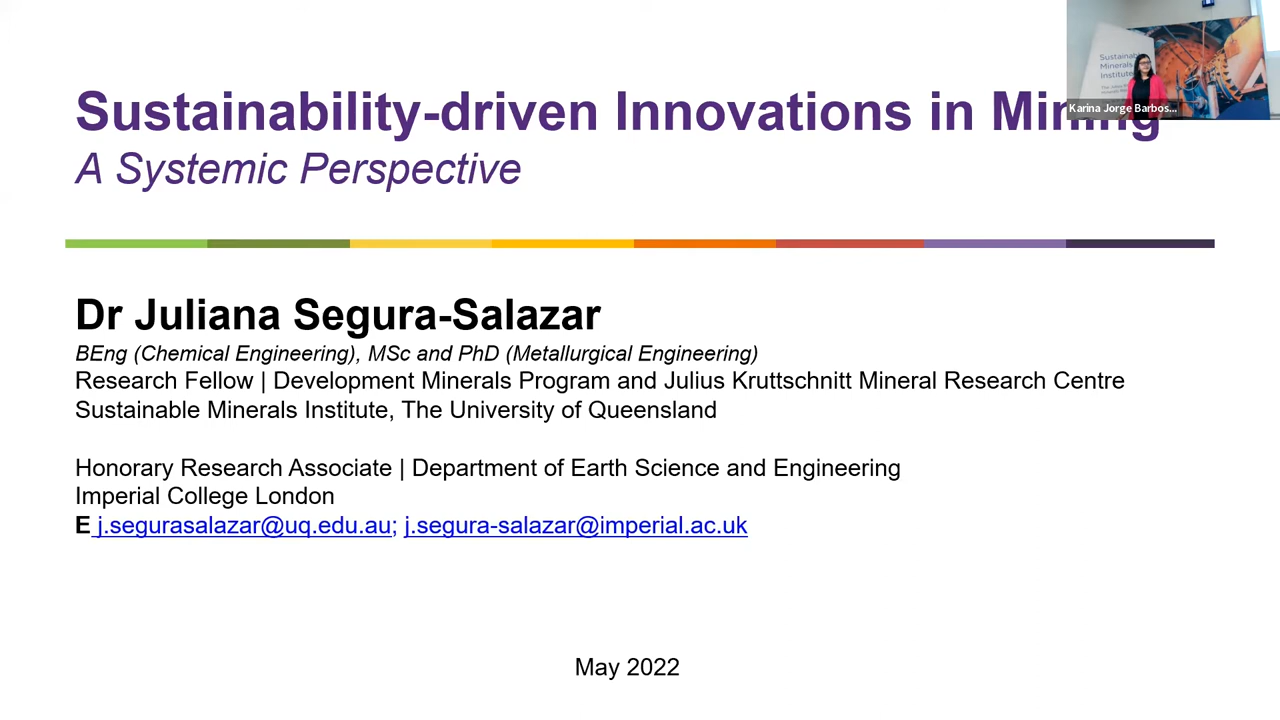 Sustainability-driven Innovations in Mining
A Systemic Perspective
Sustainable
Minerals
Institute
Karina Jorge Barbos...
Dr Juliana Segura-Salazar
BEng (Chemical Engineering), MSc and PhD (Metallurgical Engineering)
Research Fellow | Development Minerals Program and Julius Kruttschnitt Mineral Research Centre
Sustainable Minerals Institute, The University of Queensland
Honorary Research Associate | Department of Earth Science and Engineering
Imperial College London
E j.segurasalazar@uq.edu.au; j.segura-salazar@imperial.ac.uk
May 2022